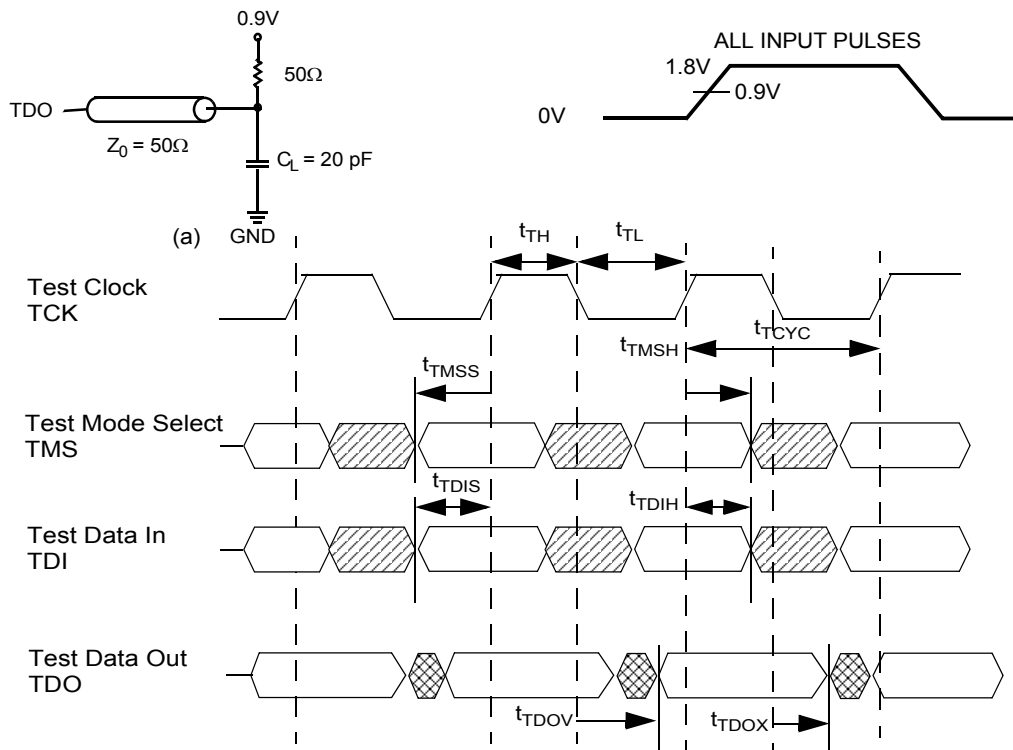 0.9V
50Ω
TDO
Z0 = 50Ω
CL = 20 pF
(a)
GND
ALL INPUT PULSES
1.8V
0.9V
0V
tTH
tTL
Test Clock
TCK
tTMSH
tTCYC
tTMSS
Test Mode Select
TMS
tTDIS
tTDIH
Test Data In
TDI
Test Data Out
TDO
tTDOV
tTDOX